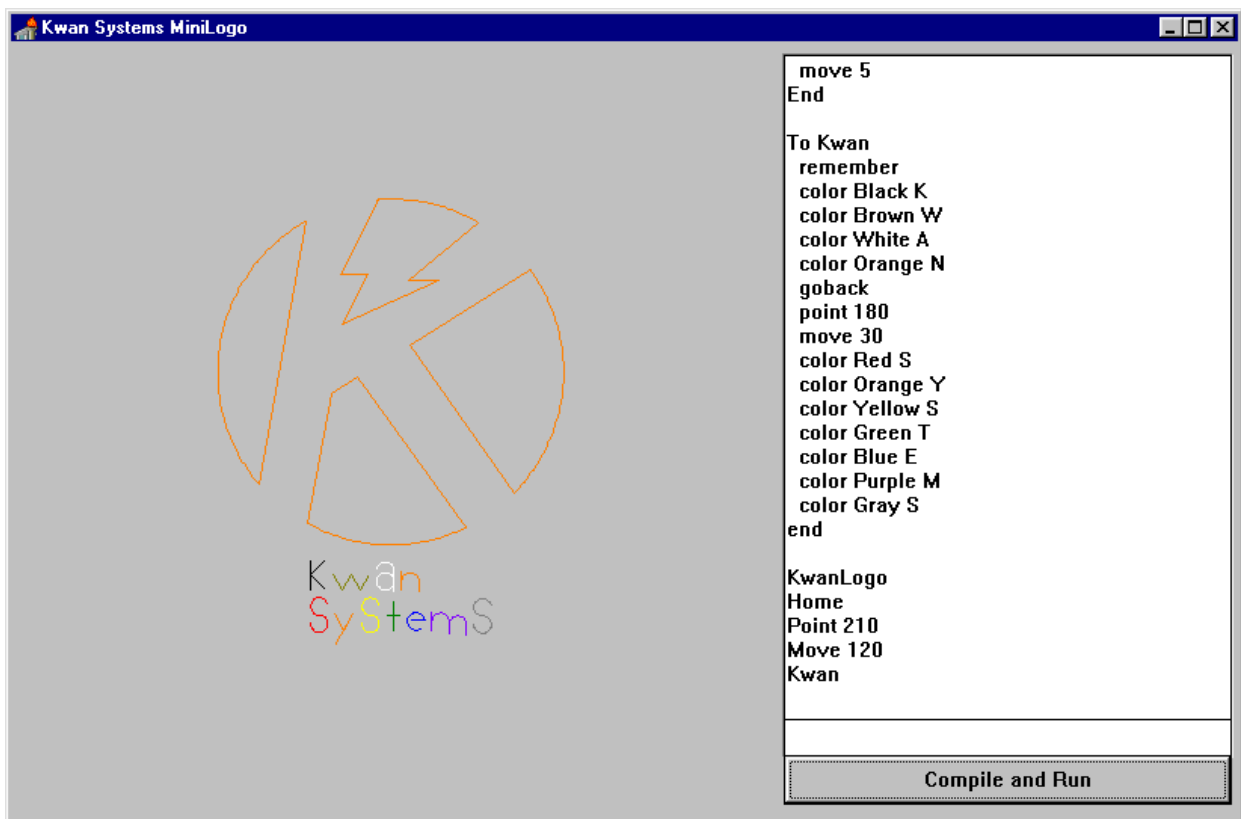 Kwan Systems MiniLogo
Kwan
SyStemS
move 5
End
To Kwan
remember
color Black K
color Brown W
color White A
color Orange N
goback
point 180
move 30
color Red S
color Orange Y
color Yellow S
color Green T
color Blue E
color Purple M
color Gray S
end
KwanLogo
Home
Point 210
Move 120
Kwan
Compile and Run